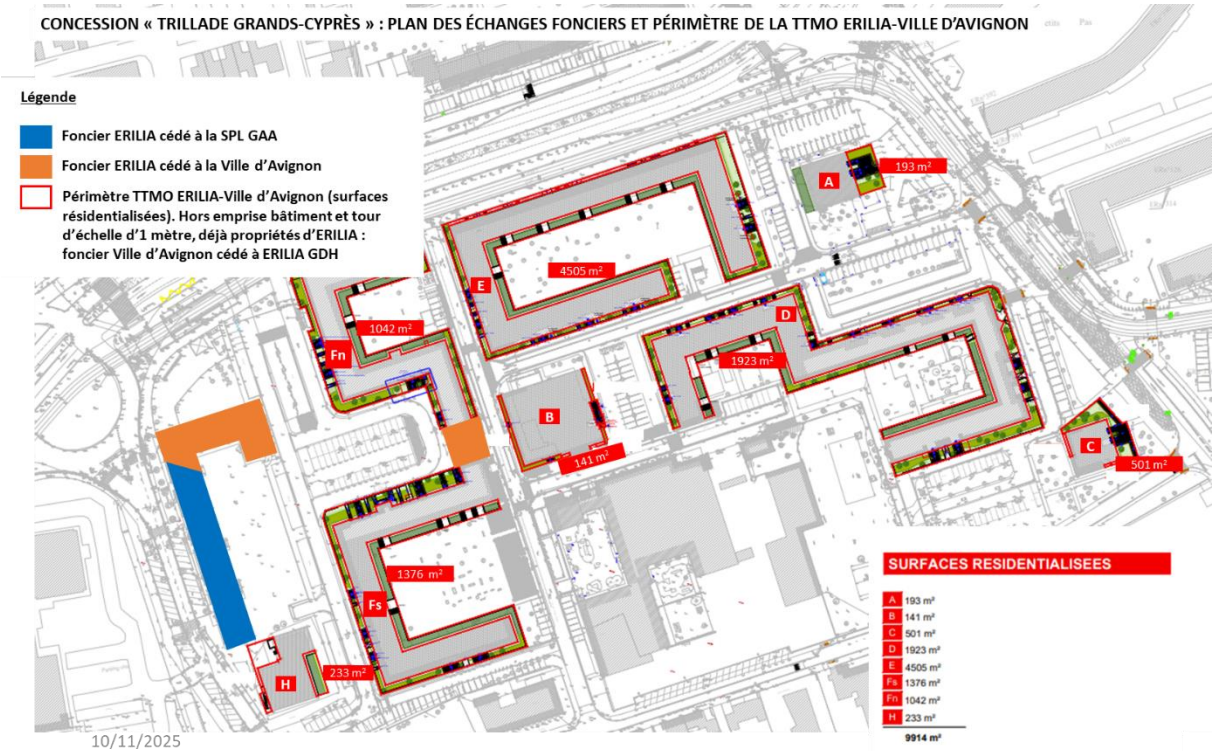 CONCESSION « TRILLADE GRANDS-CYPRÈS » : PLAN DES ÉCHANGES FONCIERS ET PÉRIMÈTRE DE LA TTMO ERILIA-VILLE D’AVIGNON
Légende
Foncier ERILIA cédé à la SPL GAA
Foncier ERILIA cédé à la Ville d’Avignon
Périmètre TTMO ERILIA-Ville d’Avignon (surfaces
résidentialisées). Hors emprise bâtiment et tour
d’échelle d’1 mètre, déjà propriétés d’ERILIA :
foncier Ville d’Avignon cédé à ERILIA GDH
Avenue
A
193 m²
4505 m²
E
D
1042 m²
Fn
1923 m²
B
141 m²
C
501 m²
1376 m²
Fs
233 m²
H
SURFACES RESIDENTIALISEES
A 193 m²
B 141 m²
C 501 m²
D 1923 m²
E 4505 m²
Fs 1376 m²
Fn 1042 m²
H 233 m²
9914 m²
10/11/2025